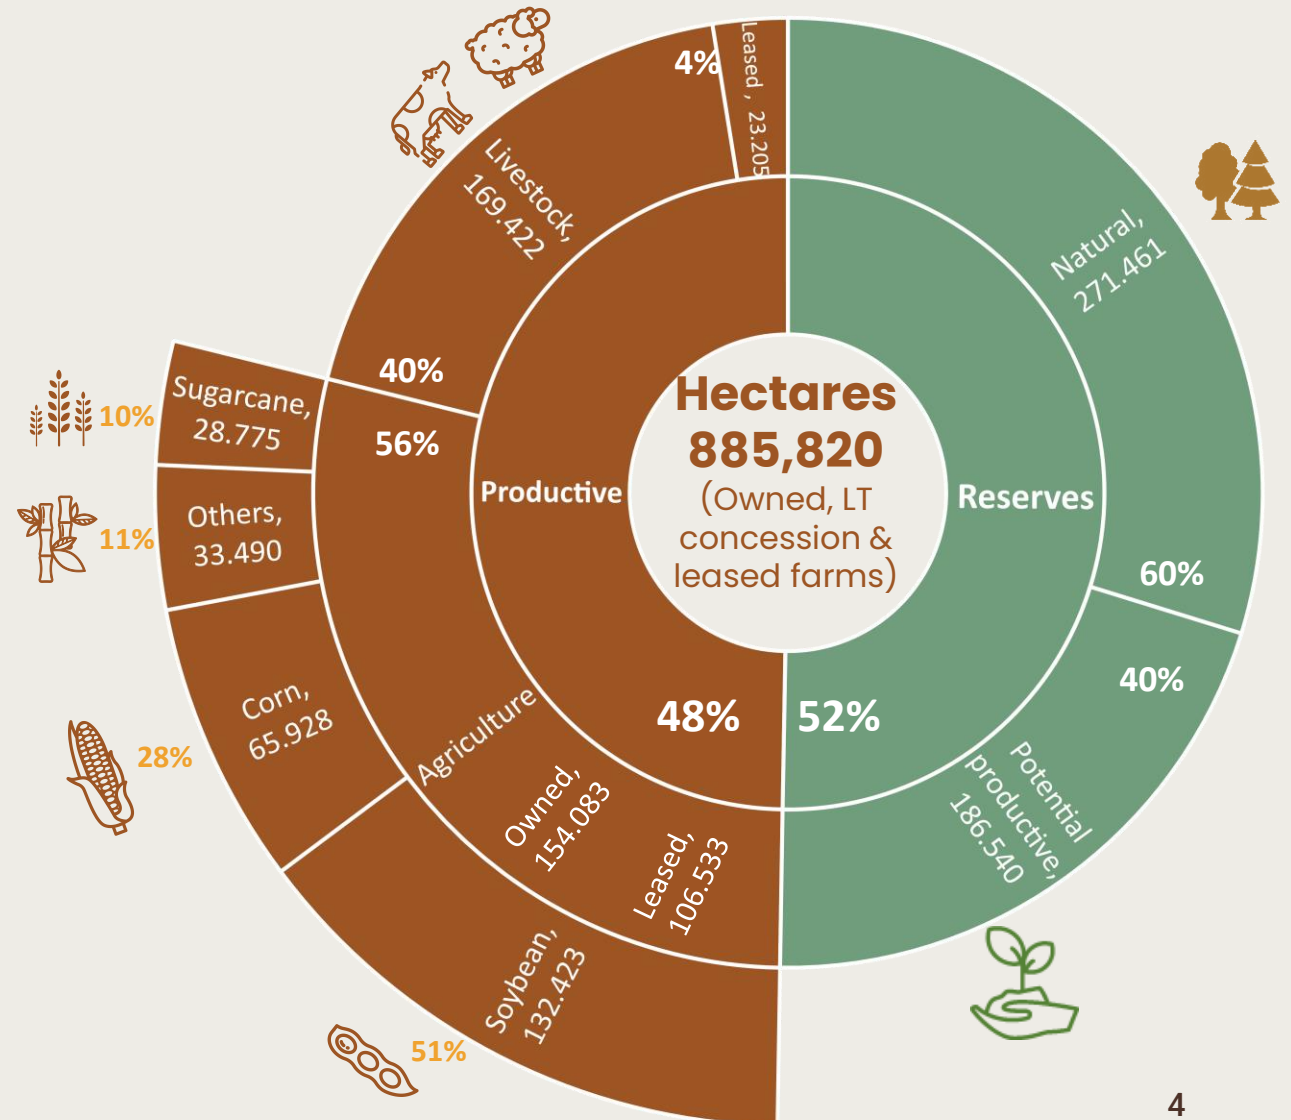 4%
Leased , 23.205
Livestock,
169.422
Natural,
271.461
40%
56%
Sugarcane,
28.775
10%
Others,
33.490
11%
Hectares
885,820
(Owned, LT
concession &
leased farms)
Productive
Reserves
60%
40%
Corn,
65.928
28%
48%
52%
Agriculture
Owned,
154.083
Leased,
106.533
Potential
productive,
186.540
Soybean,
132.423
51%
4